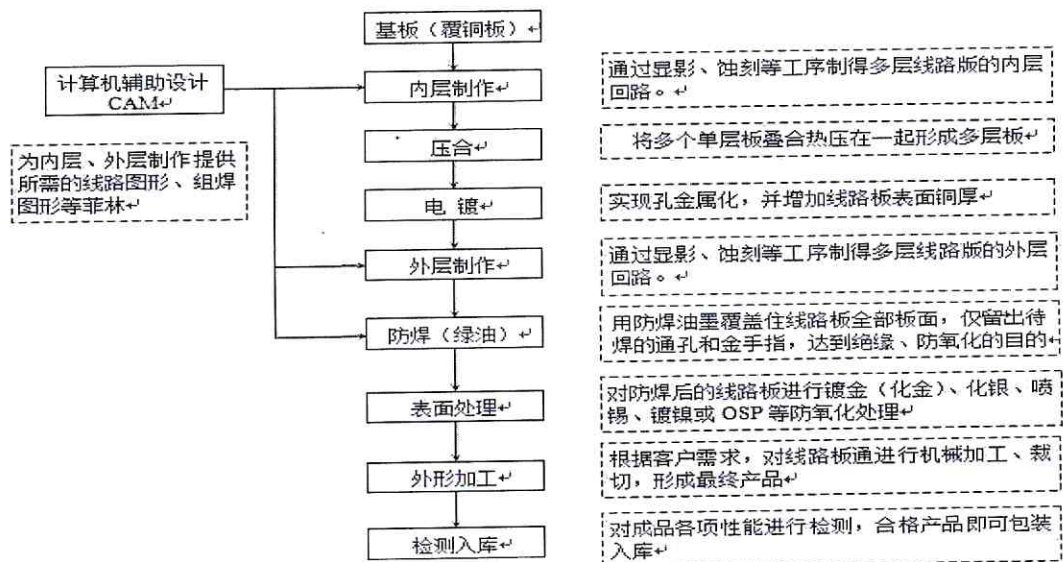 基板（覆铜板）↵
计算机辅助设计
CAM↵
内层制作↵
通过显影、蚀刻等工序制得多层线路版的内层
回路。↵
为内层、外层制作提供
所需的线路图形、组焊
图形等菲林↵
压合↵
将多个单层板叠合热压在一起形成多层板↵
电 镀↵
实现孔金属化，并增加线路板表面铜厚↵
外层制作↵
通过显影、蚀刻等工序制得多层线路版的外层
回路。↵
防焊（绿油）↵
用防焊油墨覆盖住线路板全部板面，仅留出待
焊的通孔和金手指，达到绝缘、防氧化的目的↵
表面处理↵
对防焊后的线路板进行镀金（化金）、化银、喷
锡、镀镍或 OSP 等防氧化处理↵
外形加工↵
根据客户需求，对线路板通进行机械加工、裁
切，形成最终产品↵
检测入库↵
对成品各项性能进行检测，合格产品即可包装
入库↵